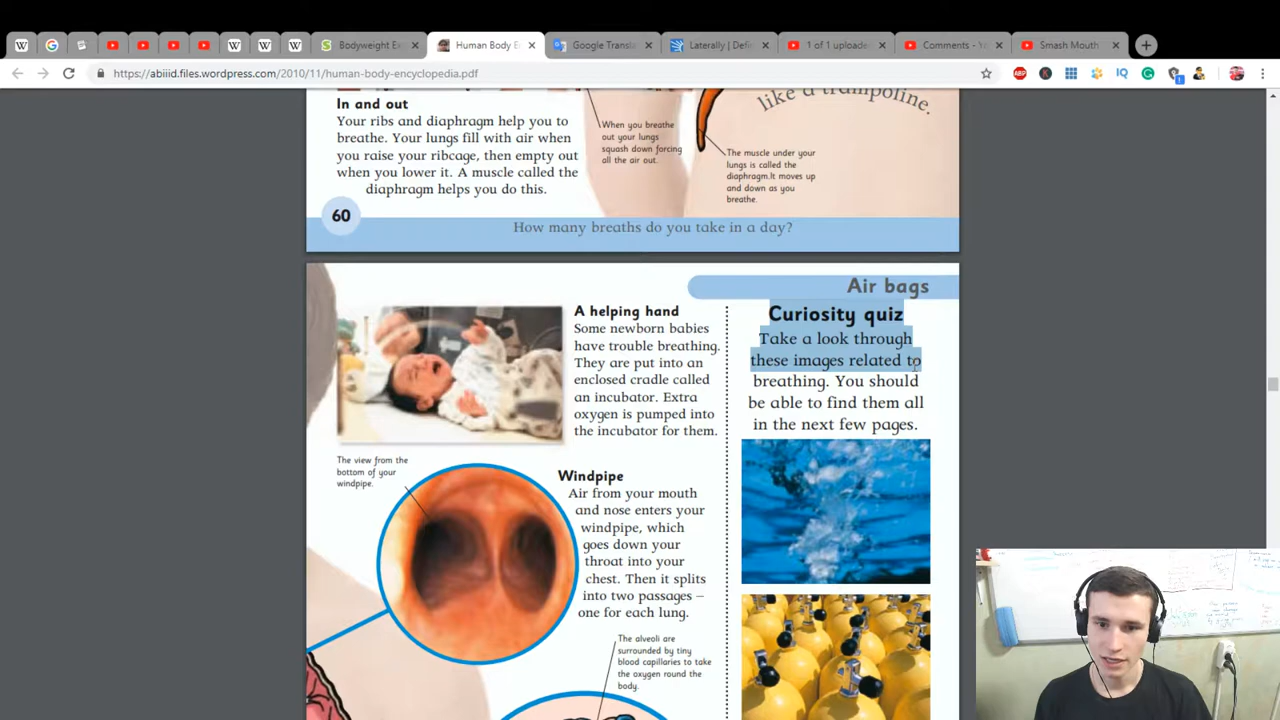 Bodyweight Ex
Human Body E
Google Transla
Laterally | Defi
1 of 1 uploade
Comments - Yo
Smash Mouth
https://abiiid.files.wordpress.com/2010/11/human-body-encyclopedia.pdf
In and out
Your ribs and diaphragm help you to
breathe. Your lungs fill with air when
you raise your ribcage, then empty out
when you lower it. A muscle called the
diaphragm helps you do this.
When you breathe
out your lungs
squash down forcing
all the air out.
like a trampoline.
The muscle under your
lungs is called the
diaphragm.It moves up
and down as you
breathe.
60
How many breaths do you take in a day?
Air bags
A helping hand
Some newborn babies
have trouble breathing.
They are put into an
enclosed cradle called
an incubator. Extra
oxygen is pumped into
the incubator for them.
Curiosity quiz
Take a look through
these images related to
breathing. You should
be able to find them all
in the next few pages.
The view from the
bottom of your
windpipe.
Windpipe
Air from your mouth
and nose enters your
windpipe, which
goes down your
throat into your
chest. Then it splits
into two passages –
one for each lung.
The alveoli are
surrounded by tiny
blood capillaries to take
the oxygen round the
body.